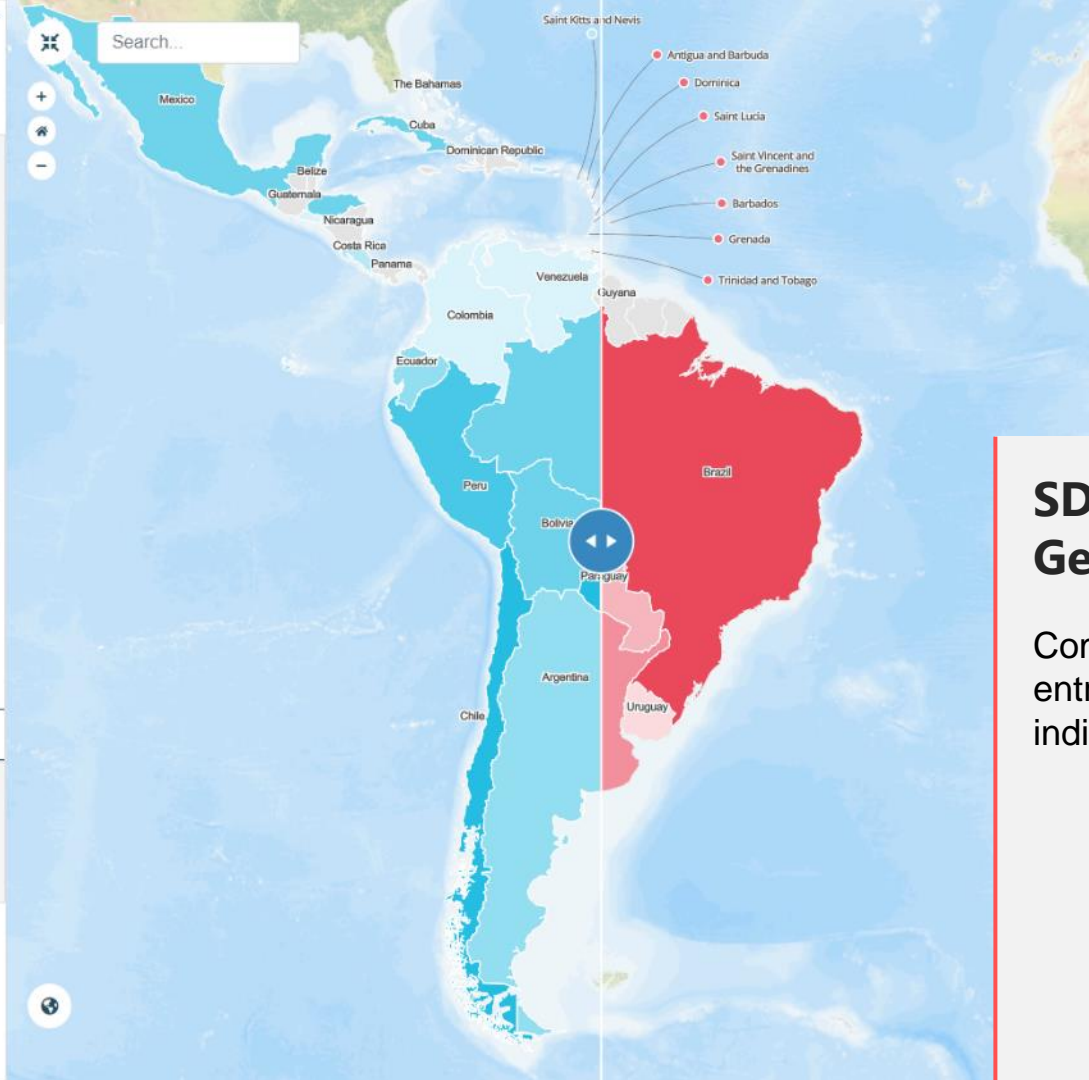 Search...
Saint Kitts and Nevis
Antigua and Barbuda
Dominica
Saint Lucia
Saint Vincent and
the Grenadines
Barbados
Grenada
Trinidad and Tobago
The Bahamas
Mexico
Cuba
Dominican Republic
Belize
Guatemala
Nicaragua
Costa Rica
Panama
Venezuela
Guyana
Colombia
Ecuador
Brazil
Peru
Bolivia
Paraguay
Argentina
Uruguay
Chile
SD
Ge
Con
entr
indi